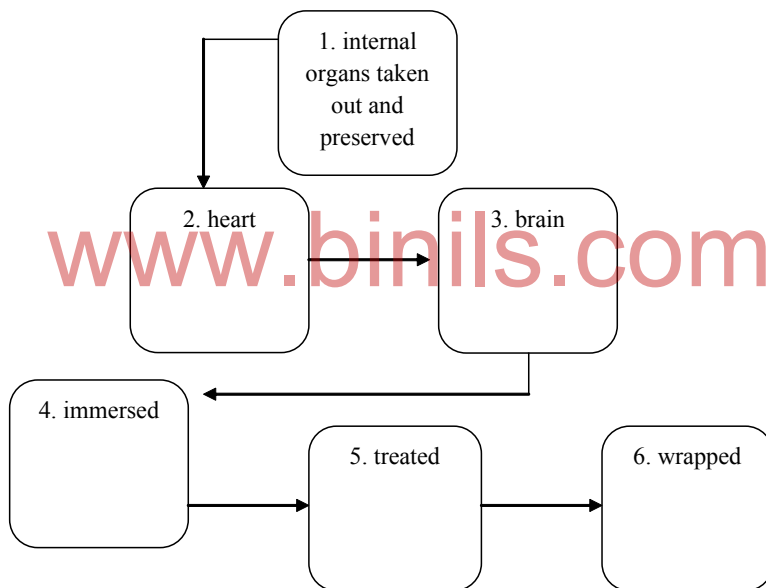 1. internal
organs taken
out and
preserved
2. heart
3. brain
www.binils.com
4. immersed
5. treated
6. wrapped